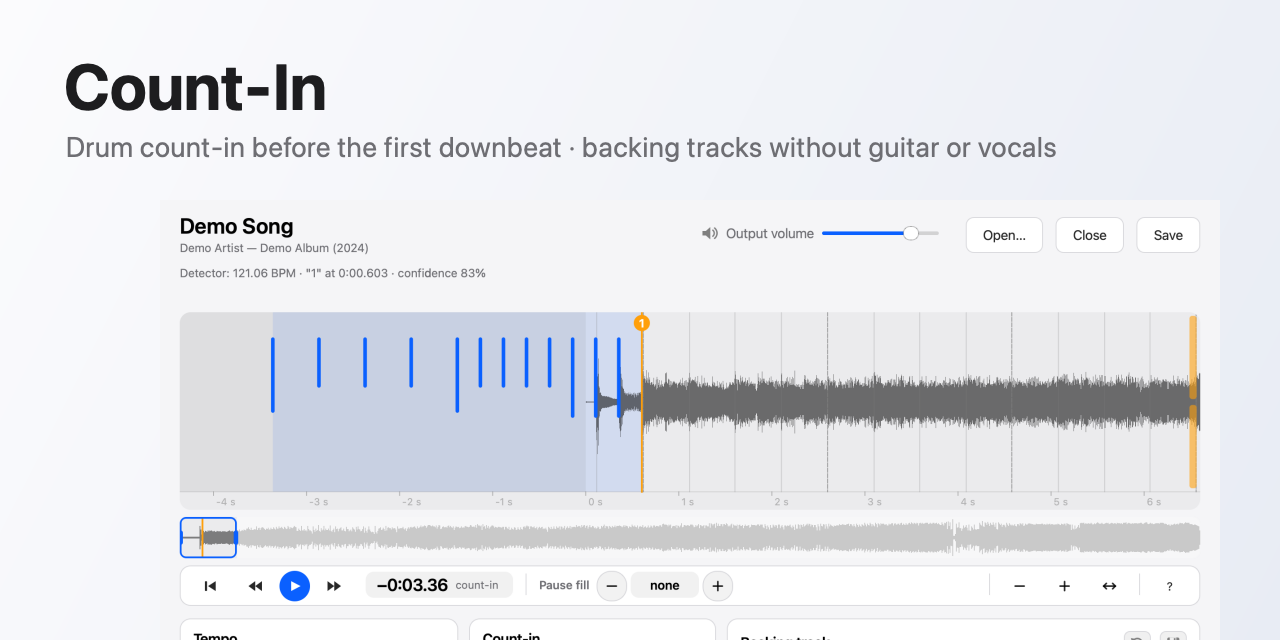 Count-In
Drum count-in before the first downbeat · backing tracks without guitar or vocals
Demo Song
Demo Artist — Demo Album (2024)
Detector: 121.06 BPM · "1" at 0:00.603 · confidence 83%
Output volume
Open...
Close
Save
1
-4 s -3 s -2 s -1 s 0 s 1 s 2 s 3 s 4 s 5 s 6 s
−0:03.36 count-in Pause fill − none + − + ?
Tempo Count-in Backing track